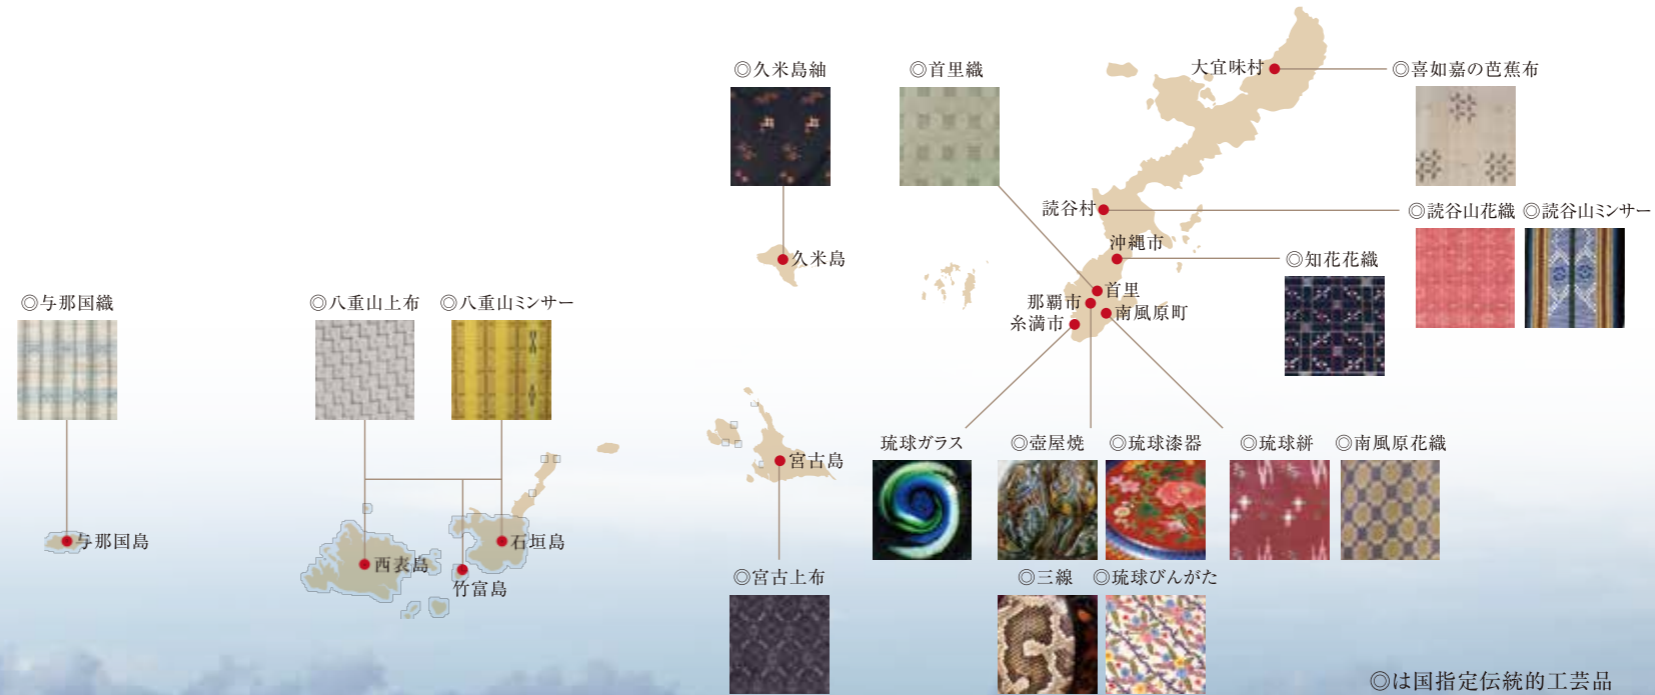 ◎久米島紬
◎首里織
大宜味村
◎喜如嘉の芭蕉布
読谷村
◎読谷山花織
◎読谷山ミンサー
沖縄市
◎知花花織
久米島
首里
那覇市
南風原町
糸満市
◎与那国織
◎八重山上布
◎八重山ミンサー
琉球ガラス
◎壺屋焼
◎琉球漆器
◎琉球絣
◎南風原花織
宮古島
与那国島
石垣島
西表島
竹富島
◎宮古上布
◎三線
◎琉球びんがた
◎は国指定伝統的工芸品